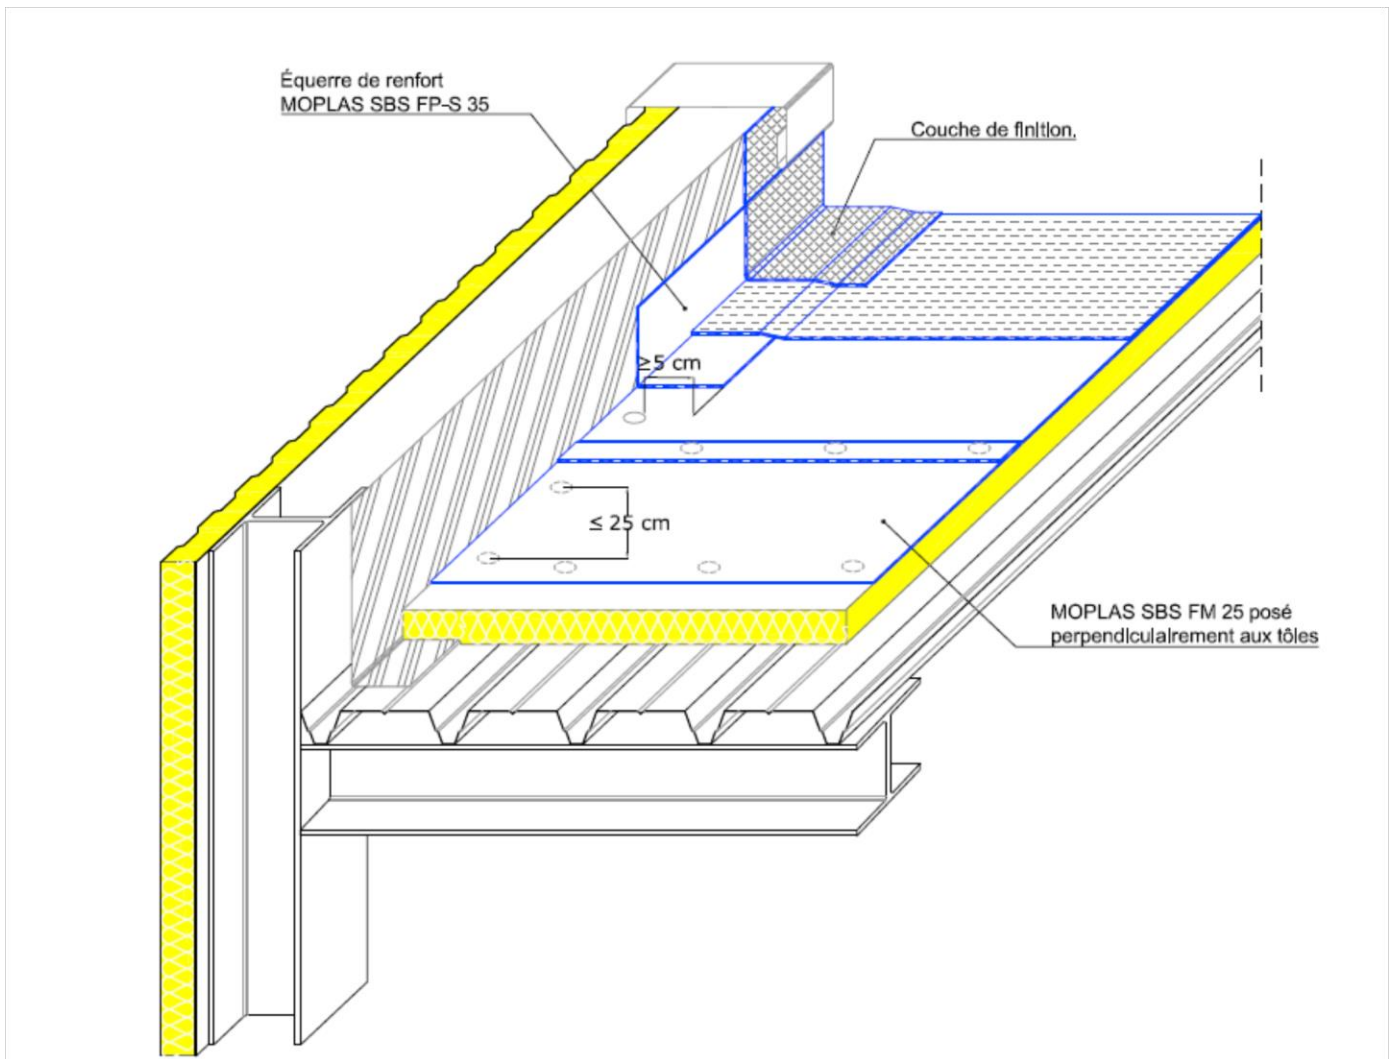 Équerre de renfort
MOPLAS SBS FP-S 35
Couche de finition.
≥5 cm
≤ 25 cm
MOPLAS SBS FM 25 posé
perpendiculairement aux tôles